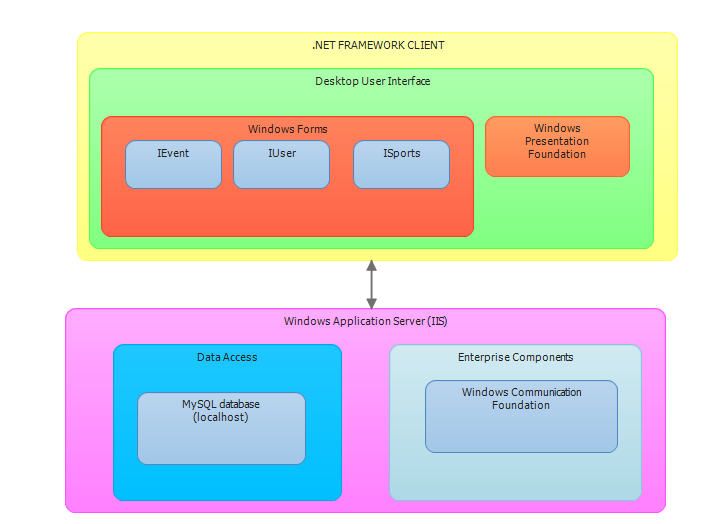 .NET FRAMEWORK CLIENT
Desktop User Interface
Windows Forms
IEvent
IUser
ISports
Windows
Presentation
Foundation
Windows Application Server (IIS)
Data Access
MySQL database
(localhost)
Enterprise Components
Windows Communication
Foundation